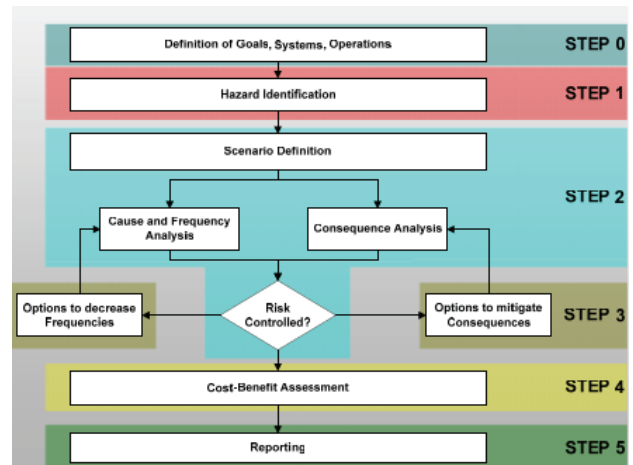 Definition of Goals, Systems, Operations
STEP 0
Hazard Identification
STEP 1
Scenario Definition
STEP 2
Cause and Frequency
Analysis
Consequence Analysis
Options to decrease
Frequencies
Risk
Controlled?
Options to mitigate
Consequences
STEP 3
Cost-Benefit Assessment
STEP 4
Reporting
STEP 5